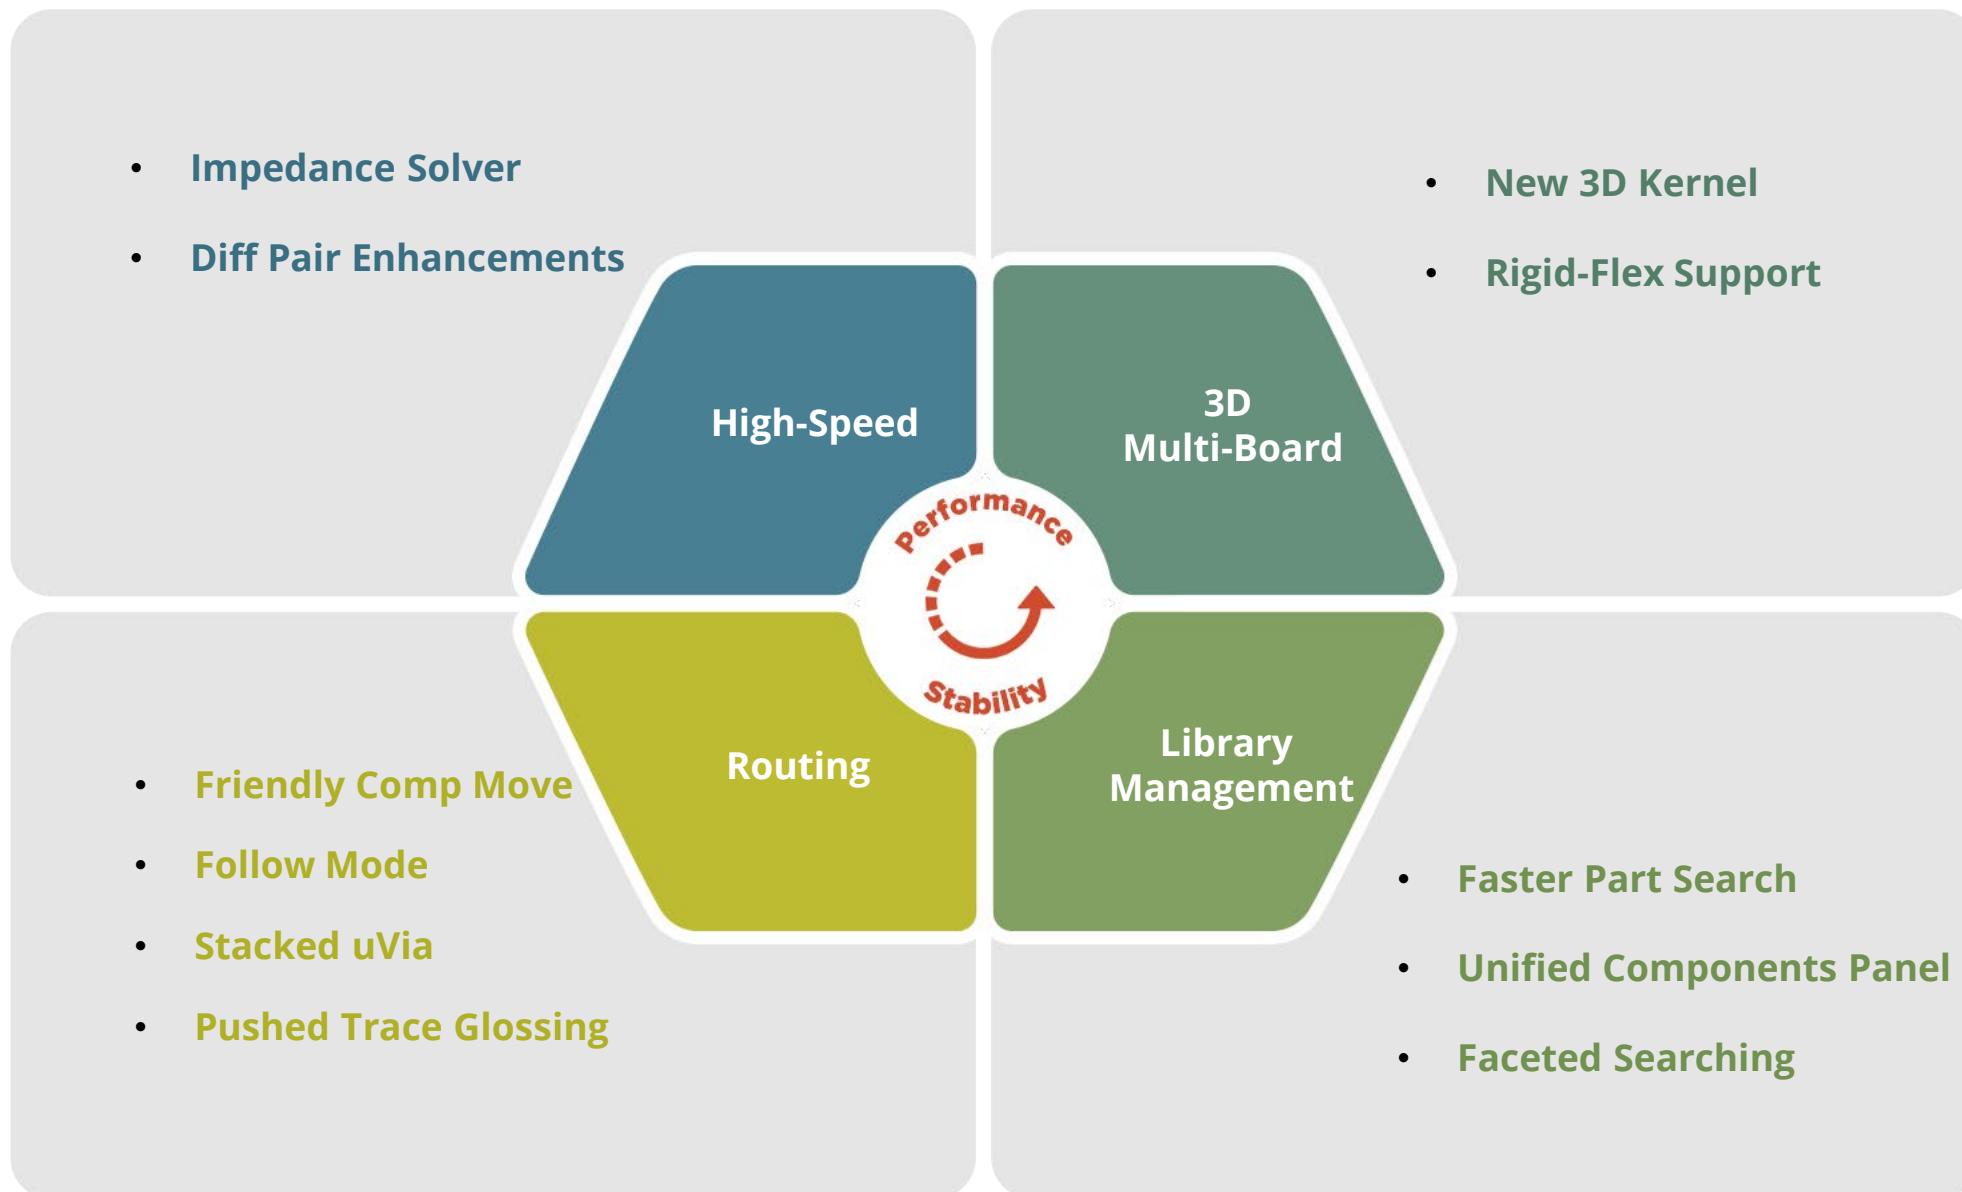 • Impedance Solver
• Diff Pair Enhancements
• New 3D Kernel
• Rigid-Flex Support
High-Speed
3D
Multi-Board
Performance
Stability
Routing
Library
Management
• Friendly Comp Move
• Follow Mode
• Stacked uVia
• Pushed Trace Glossing
• Faster Part Search
• Unified Components Panel
• Faceted Searching